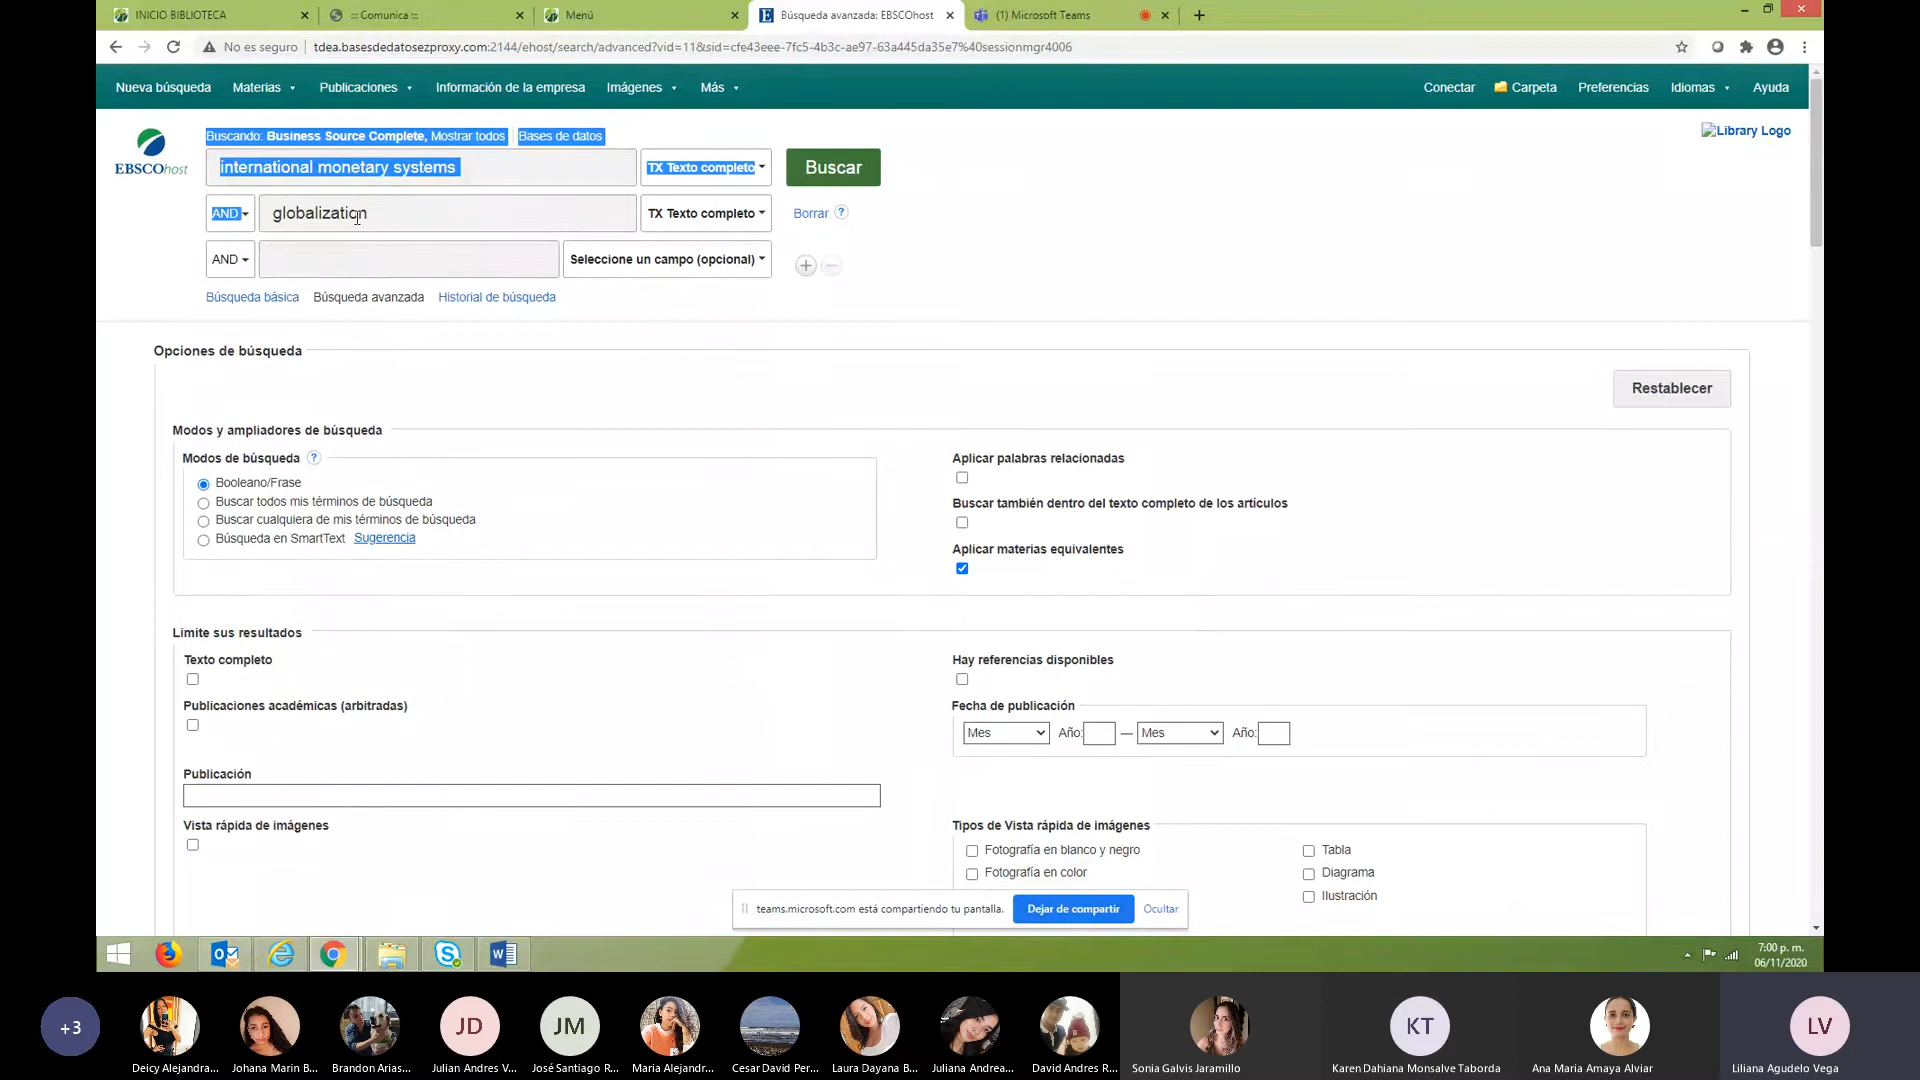 INICIO BIBLIOTECA
::: Comunica :::
Menú
Búsqueda avanzada: EBSCOhost
(1) Microsoft Teams
No es seguro
tdea.basesdedatosezproxy.com:2144/ehost/search/advanced?vid=11&sid=cfe43eee-7fc5-4b3c-ae97-63a445da35e7%40sessionmgr4006
Nueva búsqueda
Materias
Publicaciones
Información de la empresa
Imágenes
Más
Conectar
Carpeta
Preferencias
Idiomas
Ayuda
EBSCOhost
Buscando: Business Source Complete, Mostrar todos
Bases de datos
Library Logo
international monetary systems
TX Texto completo
Buscar
AND
globalization
TX Texto completo
Borrar
?
AND
Seleccione un campo (opcional)
Búsqueda básica
Búsqueda avanzada
Historial de búsqueda
Opciones de búsqueda
Restablecer
Modos y ampliadores de búsqueda
Modos de búsqueda
?
Booleano/Frase
Buscar todos mis términos de búsqueda
Buscar cualquiera de mis términos de búsqueda
Búsqueda en SmartText Sugerencia
Aplicar palabras relacionadas
Buscar también dentro del texto completo de los artículos
Aplicar materias equivalentes
Limite sus resultados
Texto completo
Hay referencias disponibles
Publicaciones académicas (arbitradas)
Fecha de publicación
Mes
Año:
—
Mes
Año:
Publicación
Vista rápida de imágenes
Tipos de Vista rápida de imágenes
Fotografía en blanco y negro
Fotografía en color
Tabla
Diagrama
Ilustración
teams.microsoft.com está compartiendo tu pantalla.
Dejar de compartir
Ocultar
7:00 p. m.
06/11/2020
+3
JD
JM
KT
LV
Deicy Alejandra...
Johana Marin B...
Brandon Arias...
Julian Andres V...
José Santiago R...
Maria Alejandr...
Cesar David Per...
Laura Dayana B...
Juliana Andrea...
David Andres R...
Sonia Galvis Jaramillo
Karen Dahiana Monsalve Taborda
Ana Maria Amaya Alviar
Liliana Agudelo Vega